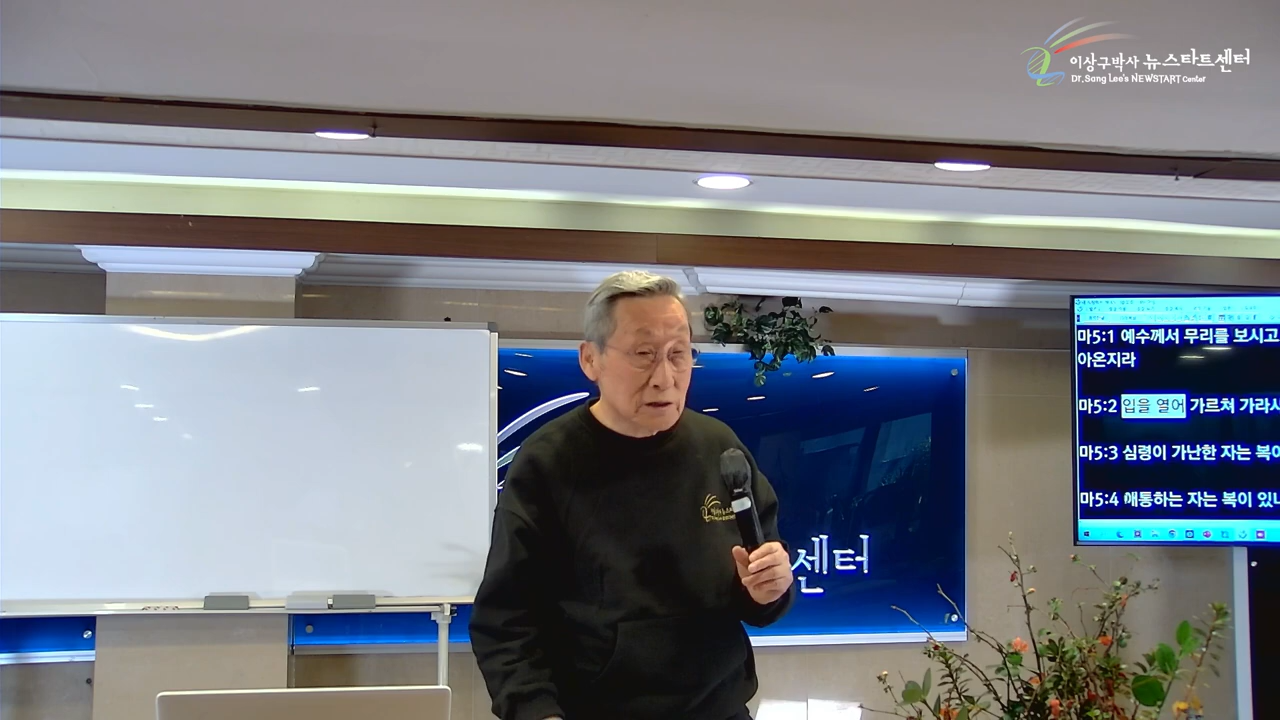 이상구박사 뉴스타트센터
Dr. Sang Lee's NEWSTART Center
마5:1 예수께서 무리를 보시고
아온지라
마5:2 입을 열어 가르쳐 가라사
마5:3 심령이 가난한 자는 복이
마5:4 애통하는 자는 복이 있나
센터